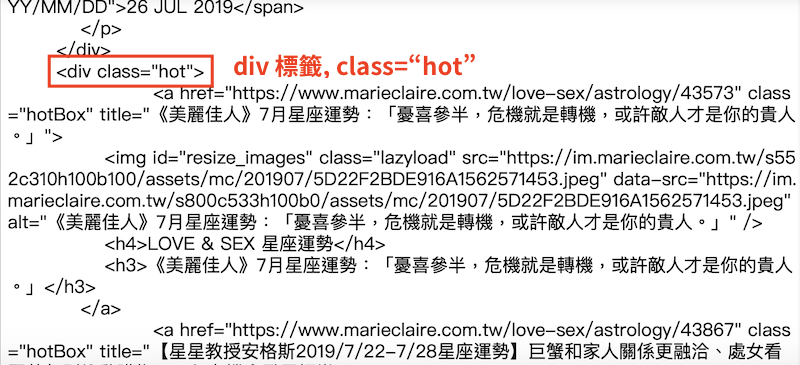 YY/MM/DD">26 JUL 2019</span>
</p>
</div>
<div class="hot">
div 標籤, class=“hot”
<a href="https://www.marieclaire.com.tw/love-sex/astrology/43573" class
="hotBox" title="《美麗佳人》7月星座運勢：「憂喜參半，危機就是轉機，或許敵人才是你的貴人
。」">
<img id="resize_images" class="lazyload" src="https://im.marieclaire.com.tw/s55
2c310h100b100/assets/mc/201907/5D22F2BDE916A1562571453.jpeg" data-src="https://im.
marieclaire.com.tw/s800c533h100b0/assets/mc/201907/5D22F2BDE916A1562571453.jpeg"
alt="《美麗佳人》7月星座運勢：「憂喜參半，危機就是轉機，或許敵人才是你的貴人。」" />
<h4>LOVE & SEX 星座運勢</h4>
<h3>《美麗佳人》7月星座運勢：「憂喜參半，危機就是轉機，或許敵人才是你的貴人
。」</h3>
</a>
<a href="https://www.marieclaire.com.tw/love-sex/astrology/43867" class
="hotBox" title="【星星教授安格斯2019/7/22-7/28星座運勢】巨蟹和家人關係更融洽、處女看